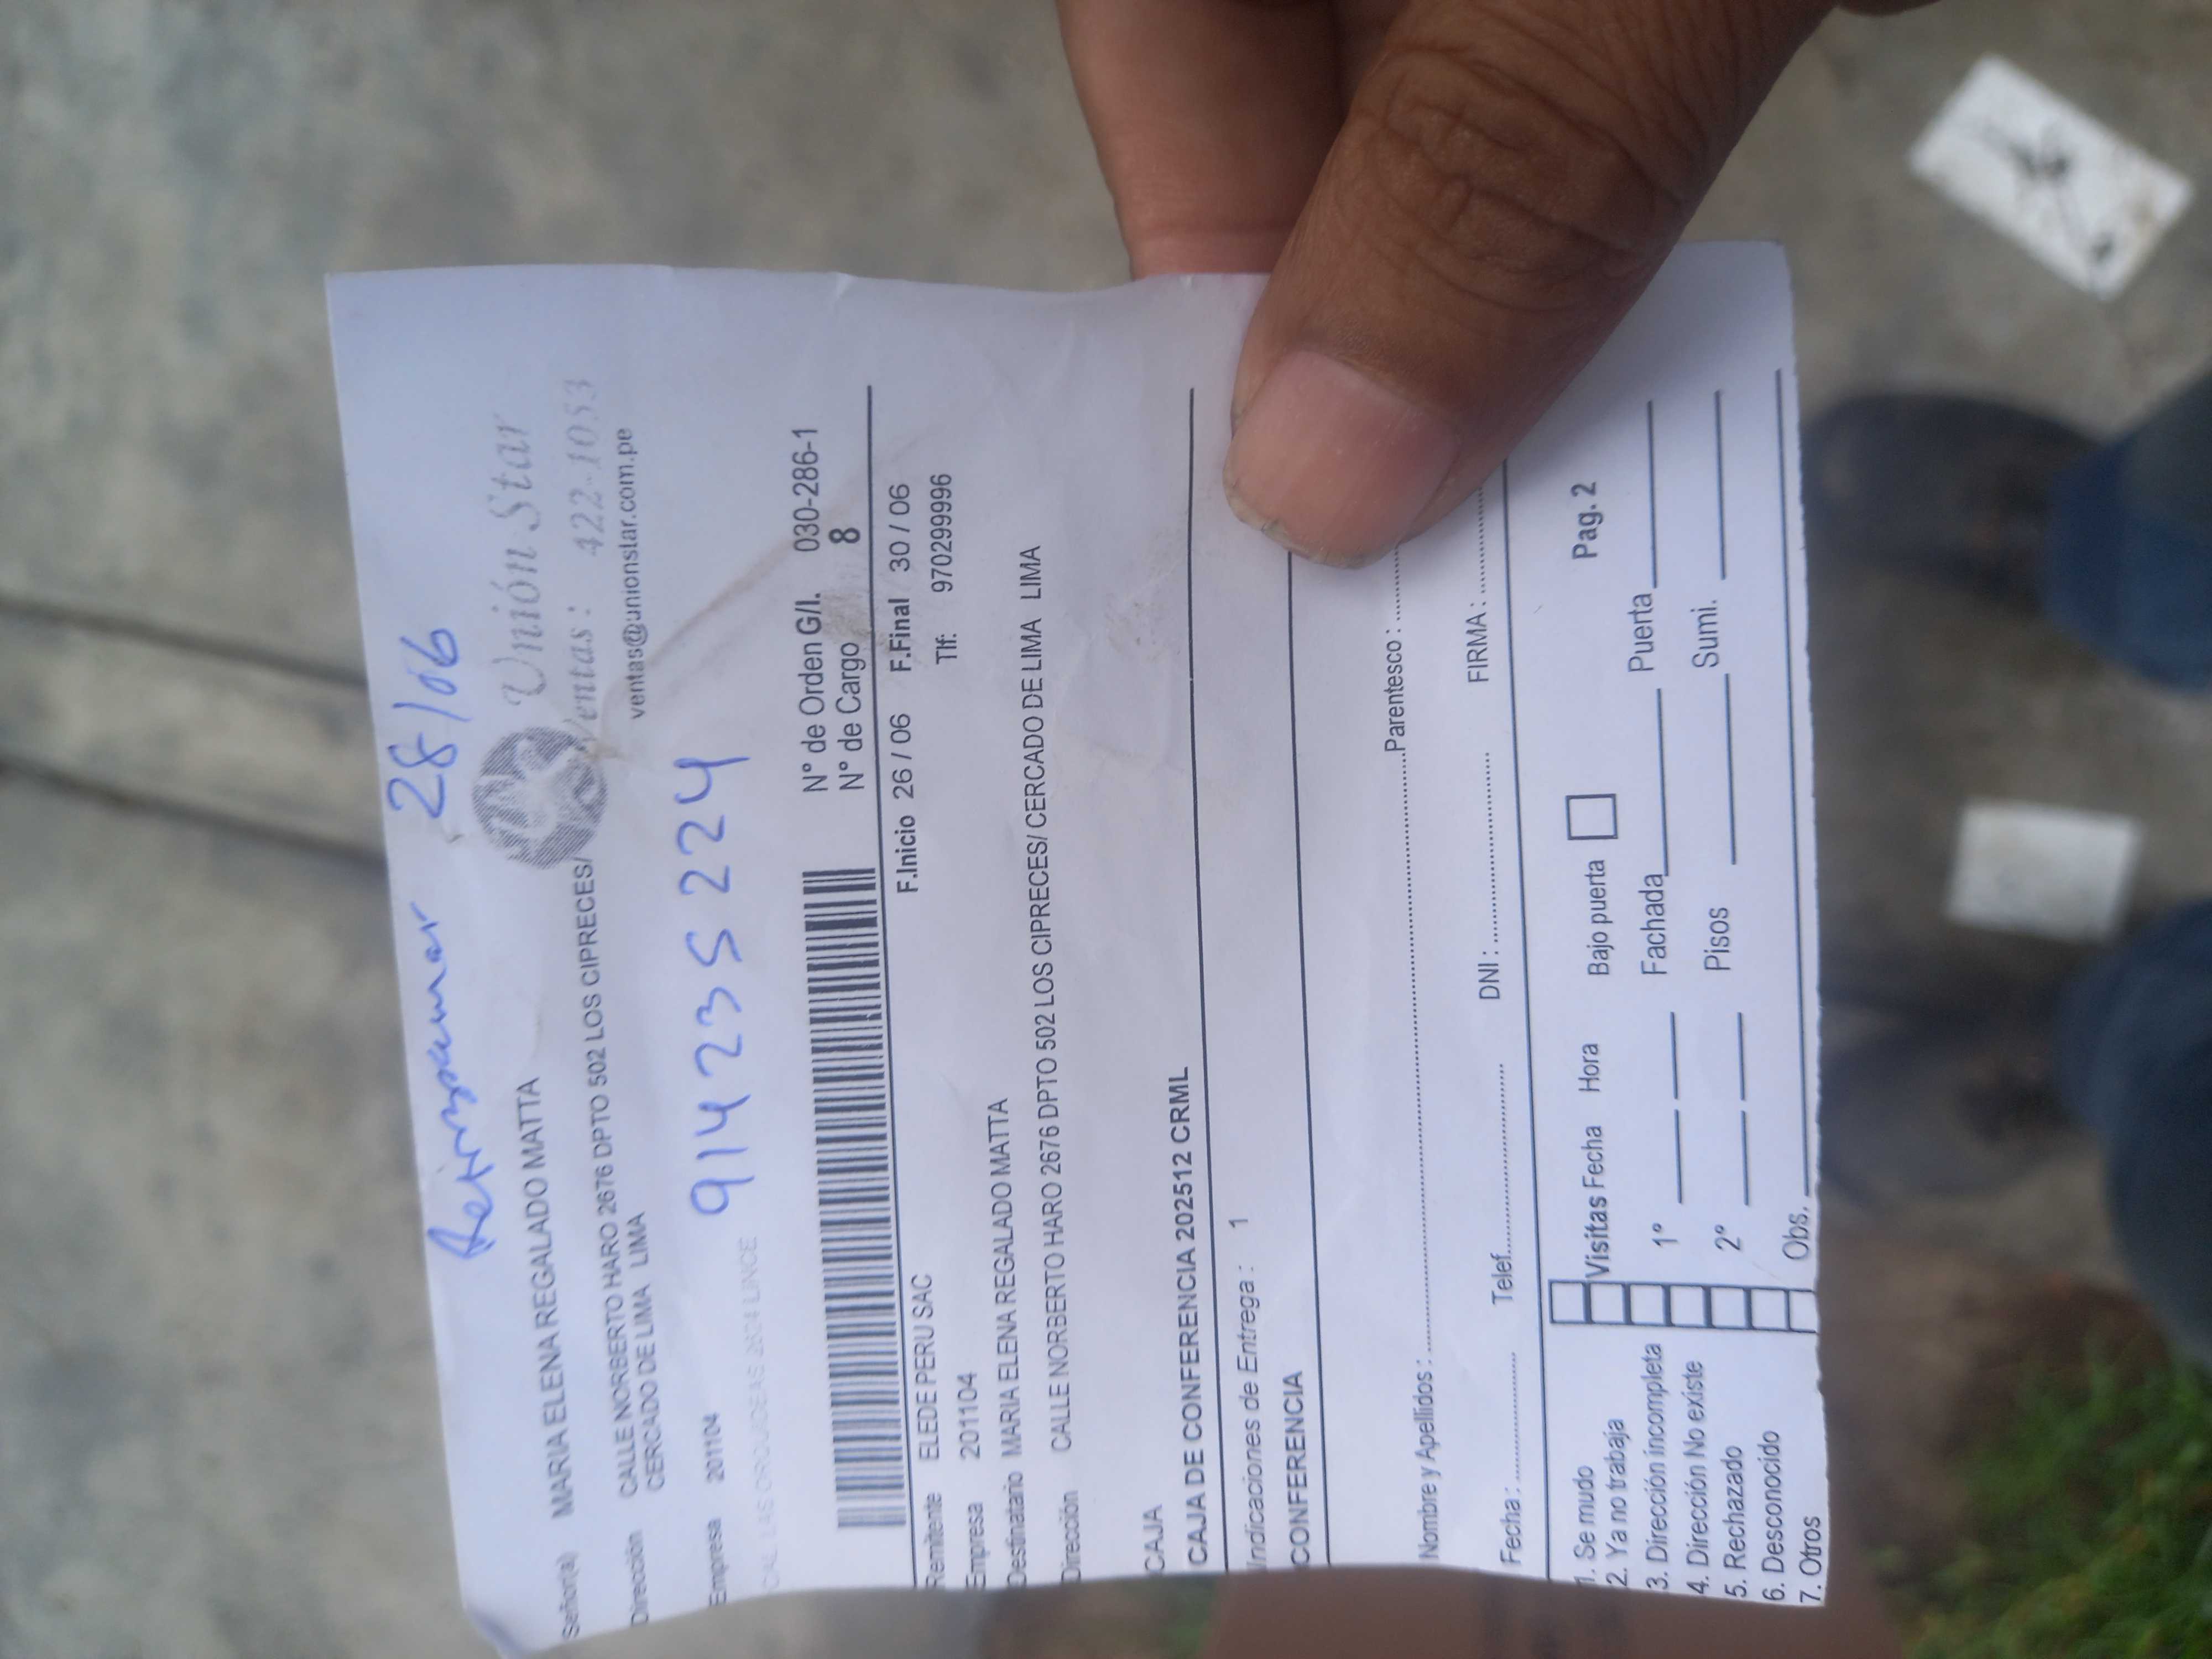 28/06
Unión Star
Ventas: 422-1053
ventas@unionstar.com.pe
Señor(a) MARIA ELENA REGALADO MATTA
Dirección CALLE NORBERTO HARO 2676 DPTO 502 LOS CIPRECES/
CERCADO DE LIMA LIMA
Empresa 201104
914235224
CAL LAS ORQUIDEAS 2634 LINCE
N° de Orden G/I. 030-286-1
N° de Cargo 8
F.Inicio 26 / 06 F.Final 30 / 06
Remitente ELEDE PERU SAC Tlf: 970299996
Empresa 201104
Destinatario MARIA ELENA REGALADO MATTA
Dirección CALLE NORBERTO HARO 2676 DPTO 502 LOS CIPRECES/ CERCADO DE LIMA LIMA
CAJA
CAJA DE CONFERENCIA 202512 CRML
Indicaciones de Entrega : 1
CONFERENCIA
Nombre y Apellidos : Parentesco :
Fecha : Telef. DNI : FIRMA :
1. Se mudo Visitas Fecha Hora Bajo puerta Pag. 2
2. Ya no trabaja
3. Dirección incompleta 1° Fachada Puerta
4. Dirección No existe
5. Rechazado 2° Pisos Sumi.
6. Desconocido
7. Otros Obs.